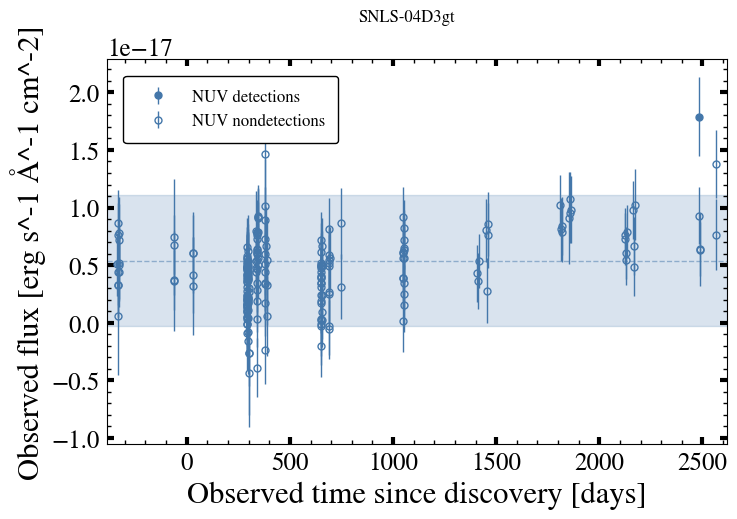 SNLS-04D3gt
1e−17
NUV detections
NUV nondetections
2.0
1.5
1.0
0.5
0.0
−0.5
−1.0
0 500 1000 1500 2000 2500
Observed time since discovery [days]
Observed flux [erg s^-1 Å^-1 cm^-2]